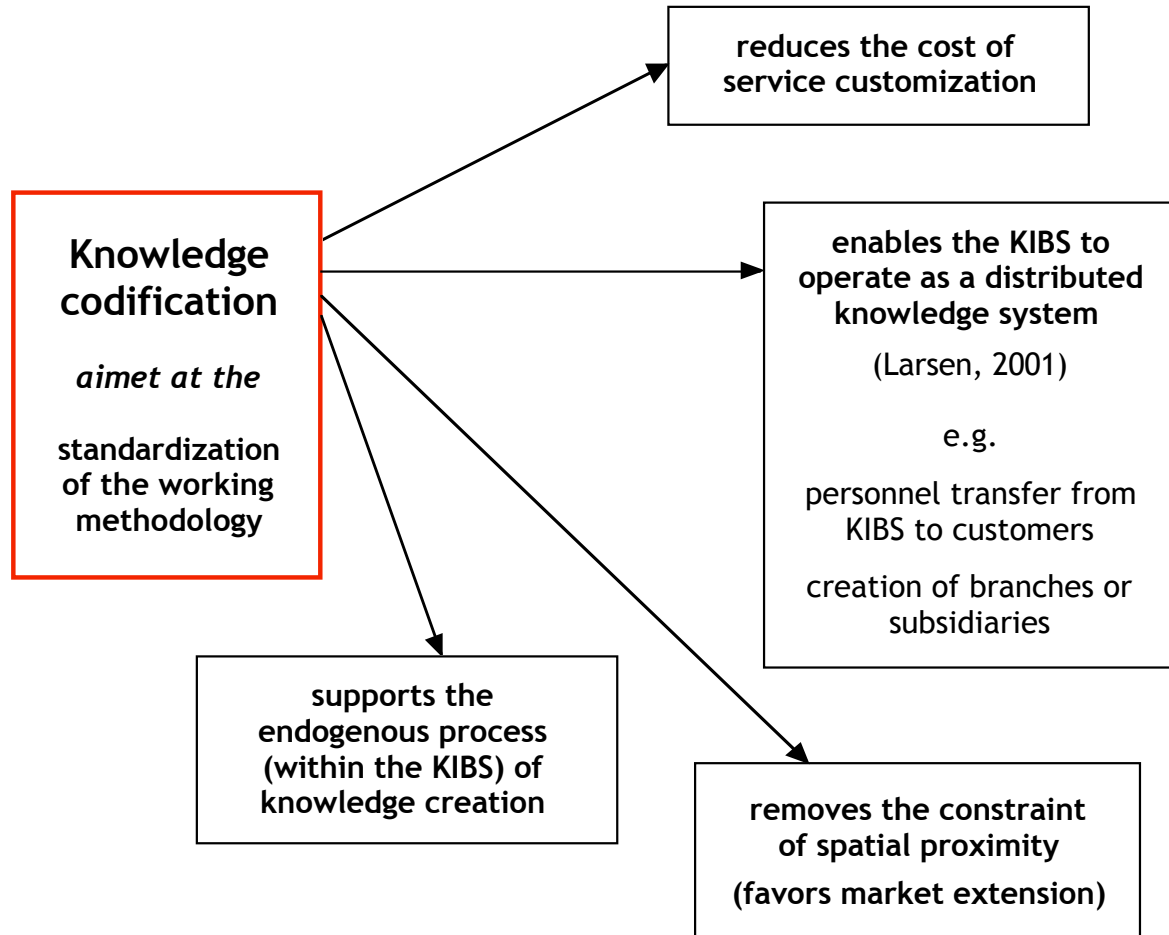 reduces the cost of
service customization
Knowledge
codification
aimet at the
standardization
of the working
methodology
enables the KIBS to
operate as a distributed
knowledge system
(Larsen, 2001)
e.g.
personnel transfer from
KIBS to customers
creation of branches or
subsidiaries
supports the
endogenous process
(within the KIBS) of
knowledge creation
removes the constraint
of spatial proximity
(favors market extension)